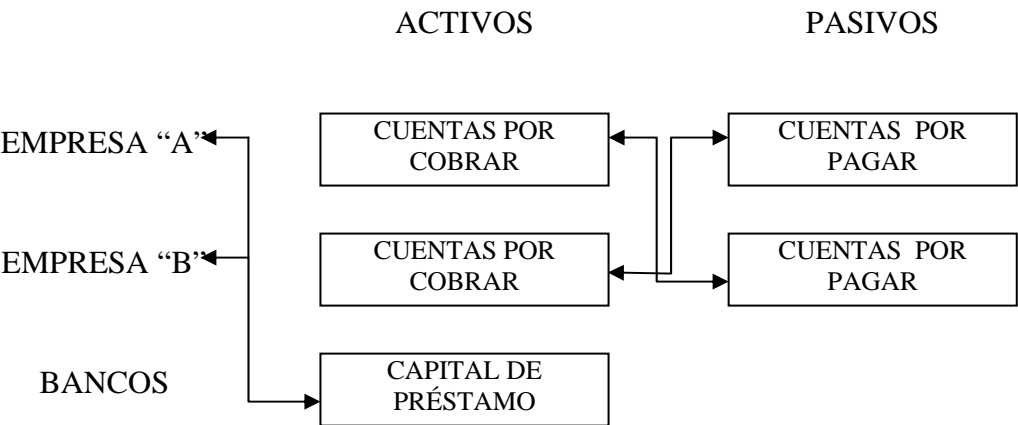 ACTIVOS PASIVOS
EMPRESA “A”
CUENTAS POR
COBRAR
CUENTAS POR
PAGAR
EMPRESA “B”
CUENTAS POR
COBRAR
CUENTAS POR
PAGAR
BANCOS
CAPITAL DE
PRÉSTAMO